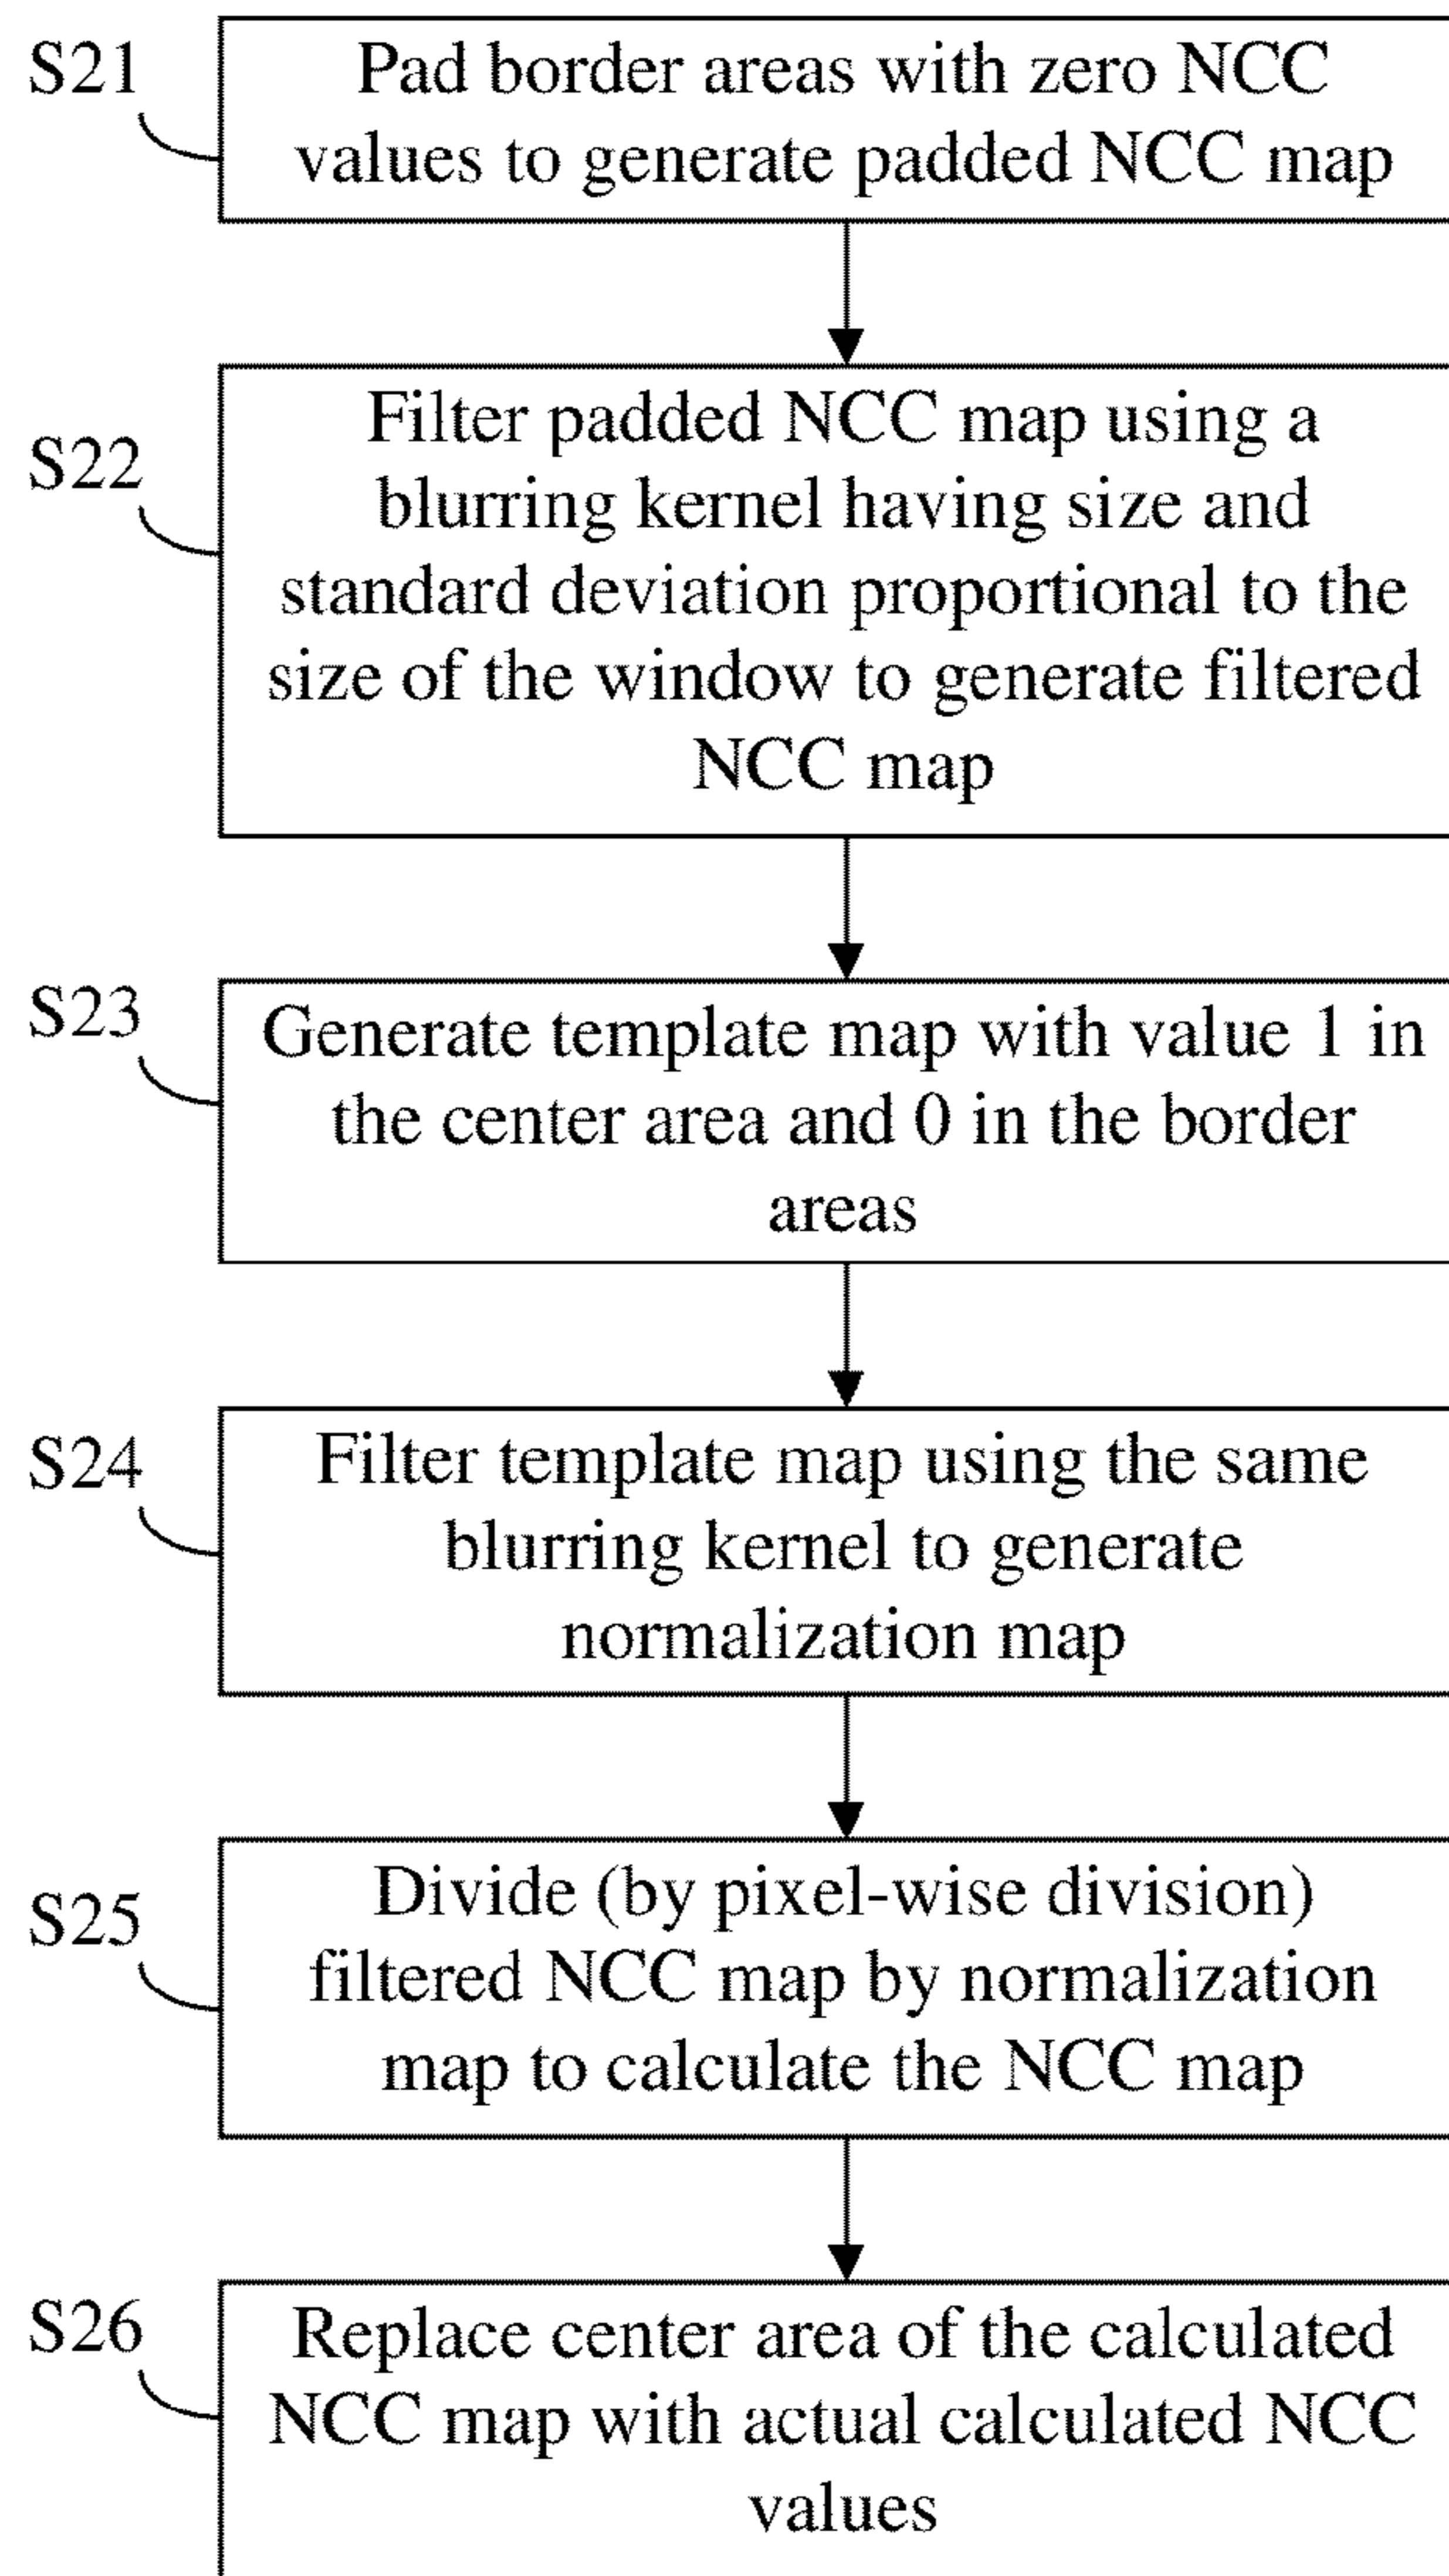 S21
Pad border areas with zero NCC
values to generate padded NCC map
S22
Filter padded NCC map using a
blurring kernel having size and
standard deviation proportional to the
size of the window to generate filtered
NCC map
S23
Generate template map with value 1 in
the center area and 0 in the border
areas
S24
Filter template map using the same
blurring kernel to generate
normalization map
S25
Divide (by pixel-wise division)
filtered NCC map by normalization
map to calculate the NCC map
S26
Replace center area of the calculated
NCC map with actual calculated NCC
values